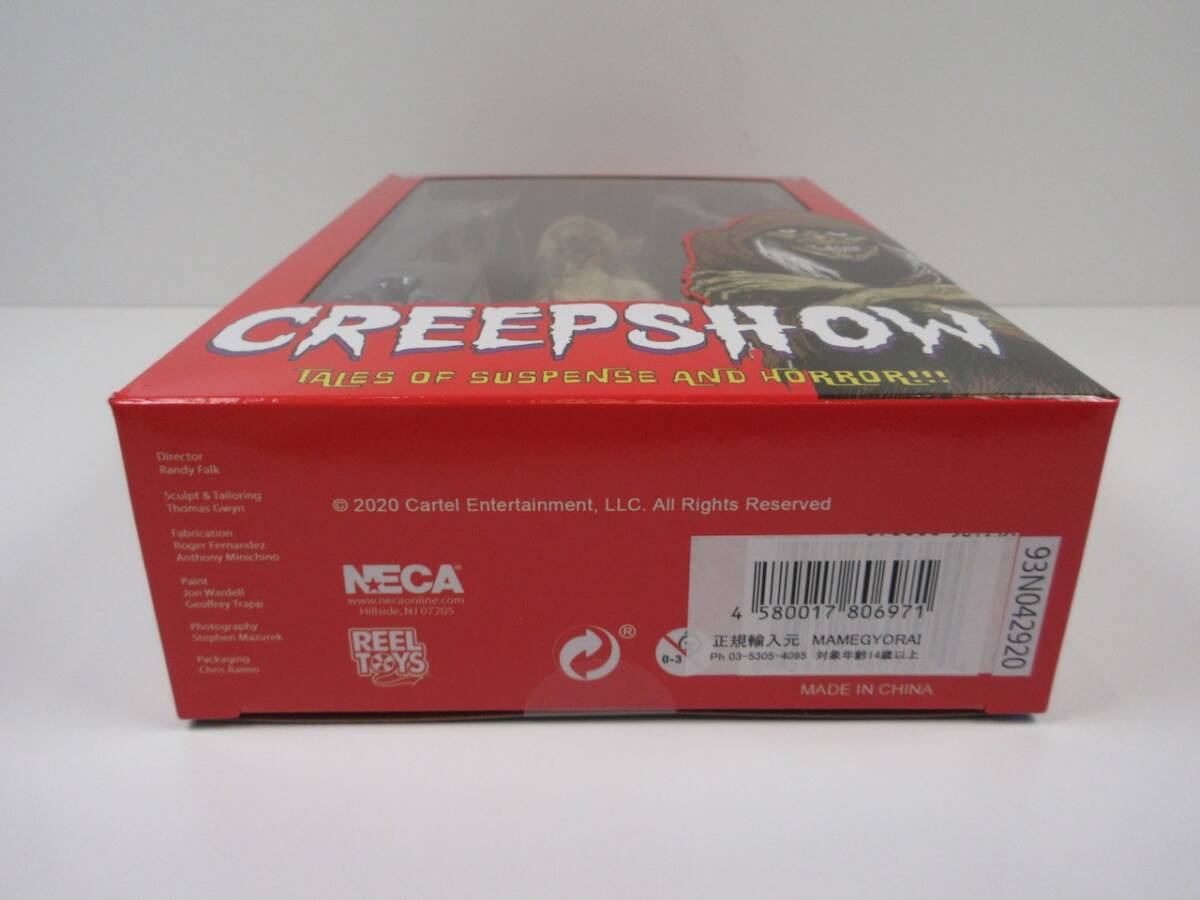 CREEPSHOW
TALES OF SUSPENSE AND HORROR!!!
Director
Randy Falk
Sculpt & Tailoring
Thomas Gwyn
Fabrication
Roger Fernandez
Anthony Minichino
Paint
Jon Wardell
Geoffrey Trapp
Photography
Stephen Mazurek
Packaging
Chris Raimo
© 2020 Cartel Entertainment, LLC. All Rights Reserved
NECA®
www.necaonline.com
Hillside, NJ 07205
REEL
TOYS
®
0-3
4 580017 806971
正規輸入元 MAMEGYORAI
Ph 03-5305-4095 対象年齢14歳以上
93N042920
MADE IN CHINA